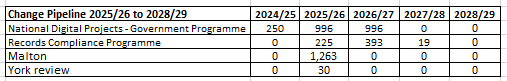 Change Pipeline 2025/26 to 2028/29 2024/25 2025/26 2026/27 2027/28 2028/29
National Digital Projects - Government Programme 250 996 996 0 0
Records Compliance Programme 0 225 393 19 0
Malton 0 1,263 0 0 0
York review 0 30 0 0 0